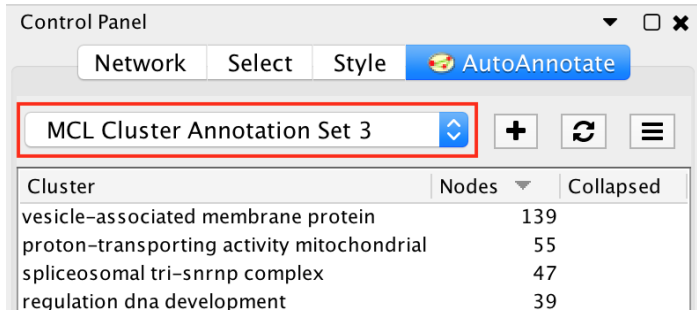 Control Panel
Network Select Style AutoAnnotate
MCL Cluster Annotation Set 3
Cluster Nodes Collapsed
vesicle-associated membrane protein 139
proton-transporting activity mitochondrial 55
spliceosomal tri-snrnp complex 47
regulation dna development 39